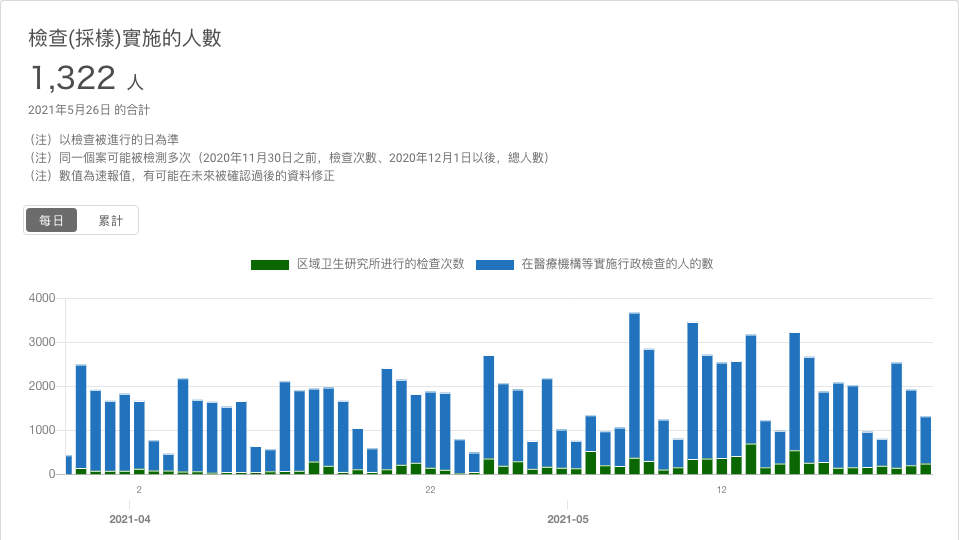 檢查(採樣)實施的人數
1,322 人
2021年5月26日 的合計
（注）以檢查被進行的日為準
（注）同一個案可能被檢測多次（2020年11月30日之前，檢查次數、2020年12月1日以後，總人數）
（注）數值為速報值，有可能在未來被確認過後的資料修正
每日 累計
区域卫生研究所进行的检查次数 在醫療機構等實施行政檢查的人的數
4000
3000
2000
1000
0
2 22 12
2021-04 2021-05